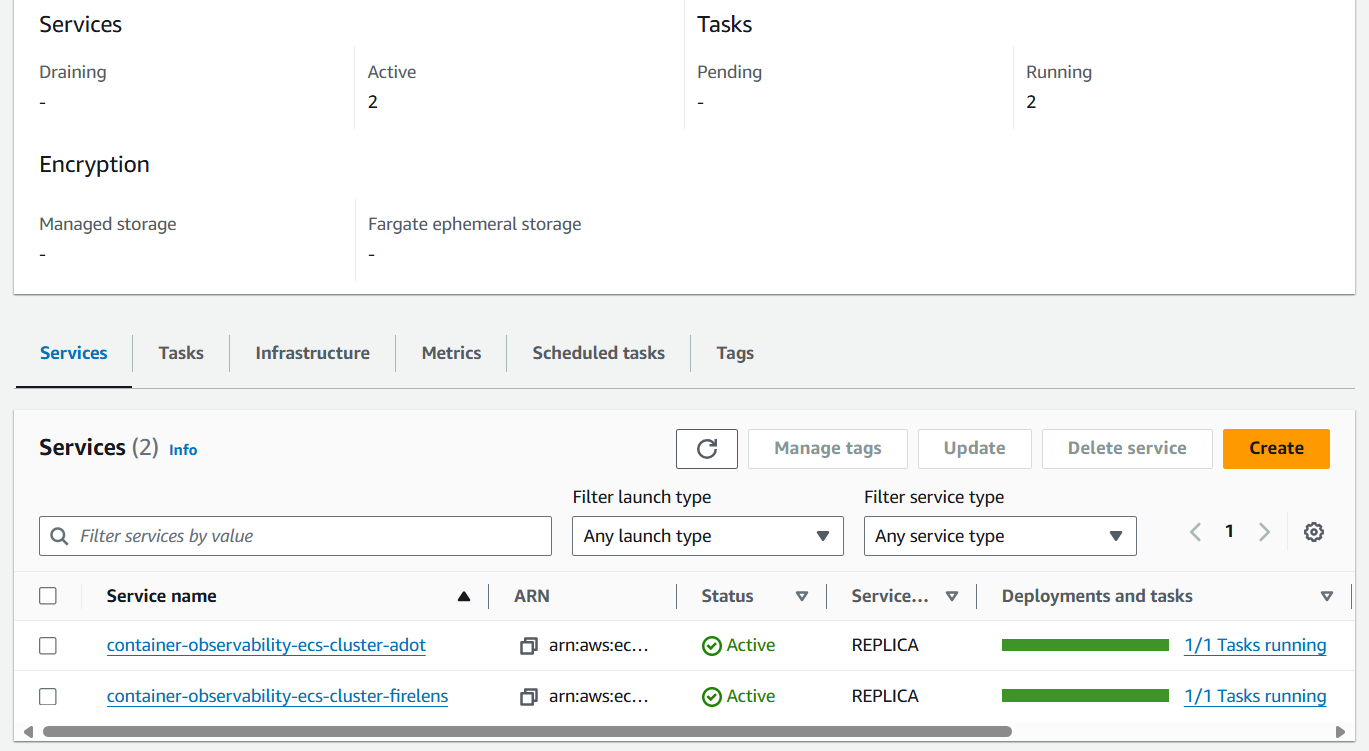 Services
Tasks
Draining
Active
Pending
Running
-
2
-
2
Encryption
Managed storage
Fargate ephemeral storage
-
-
Services
Tasks
Infrastructure
Metrics
Scheduled tasks
Tags
Services (2) Info
Manage tags
Update
Delete service
Create
Filter launch type
Filter service type
Filter services by value
Any launch type
Any service type
1
Service name
ARN
Status
Service...
Deployments and tasks
container-observability-ecs-cluster-adot
arn:aws:ec...
Active
REPLICA
1/1 Tasks running
container-observability-ecs-cluster-firelens
arn:aws:ec...
Active
REPLICA
1/1 Tasks running